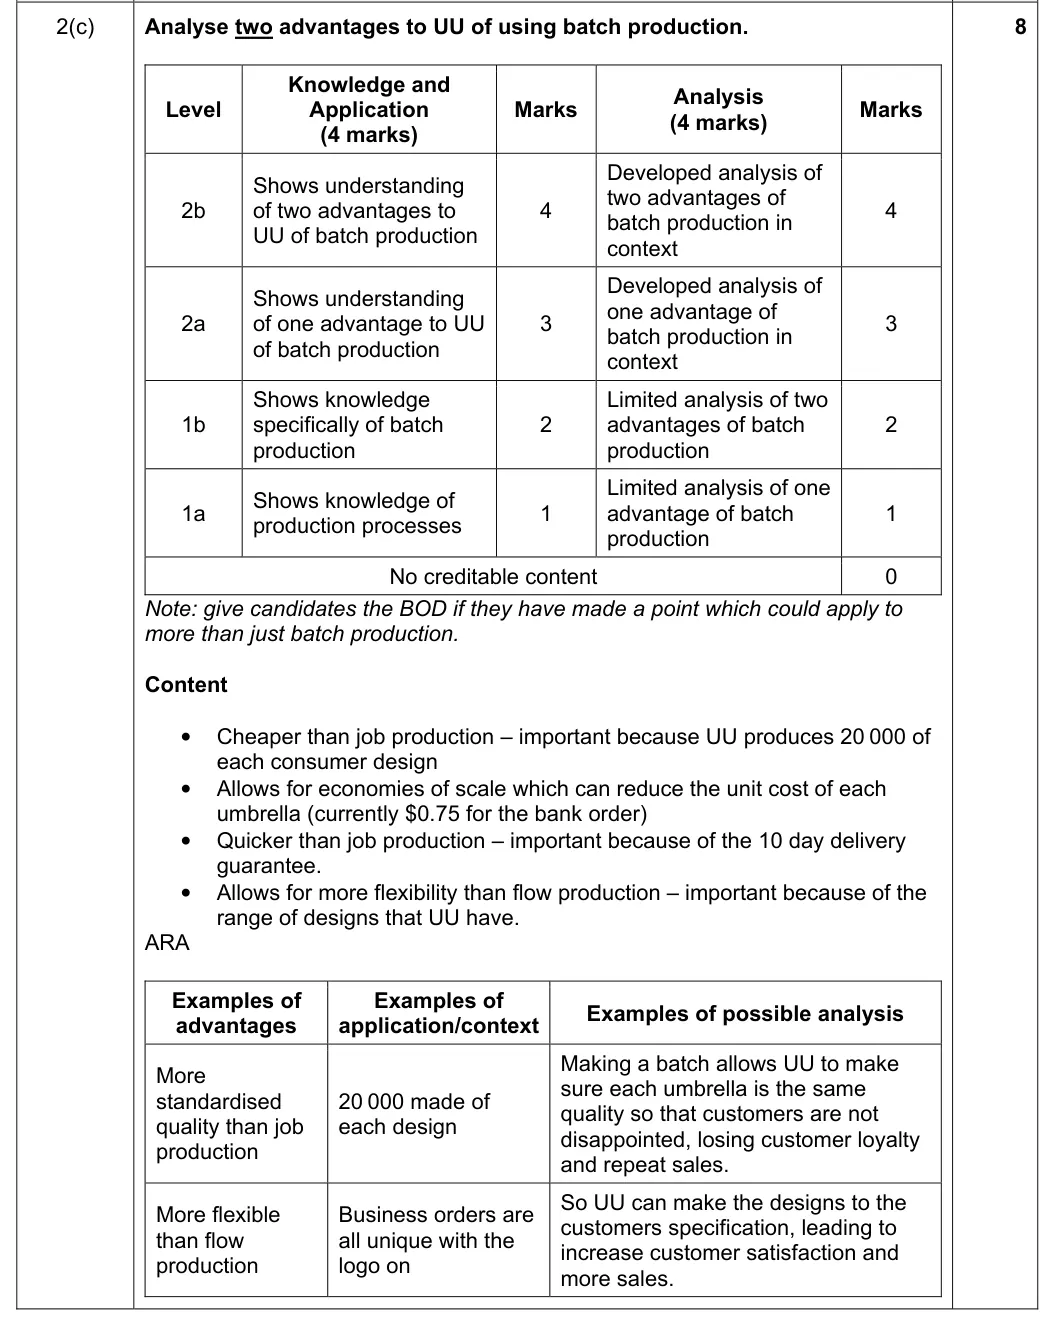 2(c)
Analyse two advantages to UU of using batch production.
8
Level
Knowledge and
Application
(4 marks)
Marks
Analysis
(4 marks)
Marks
2b
Shows understanding
of two advantages to
UU of batch production
4
Developed analysis of
two advantages of
batch production in
context
4
2a
Shows understanding
of one advantage to UU
of batch production
3
Developed analysis of
one advantage of
batch production in
context
3
1b
Shows knowledge
specifically of batch
production
2
Limited analysis of two
advantages of batch
production
2
1a
Shows knowledge of
production processes
1
Limited analysis of one
advantage of batch
production
1
No creditable content
0
Note: give candidates the BOD if they have made a point which could apply to
more than just batch production.
Content
• Cheaper than job production – important because UU produces 20 000 of
each consumer design
• Allows for economies of scale which can reduce the unit cost of each
umbrella (currently $0.75 for the bank order)
• Quicker than job production – important because of the 10 day delivery
guarantee.
• Allows for more flexibility than flow production – important because of the
range of designs that UU have.
ARA
Examples of
advantages
Examples of
application/context
Examples of possible analysis
More
standardised
quality than job
production
20 000 made of
each design
Making a batch allows UU to make
sure each umbrella is the same
quality so that customers are not
disappointed, losing customer loyalty
and repeat sales.
More flexible
than flow
production
Business orders are
all unique with the
logo on
So UU can make the designs to the
customers specification, leading to
increase customer satisfaction and
more sales.